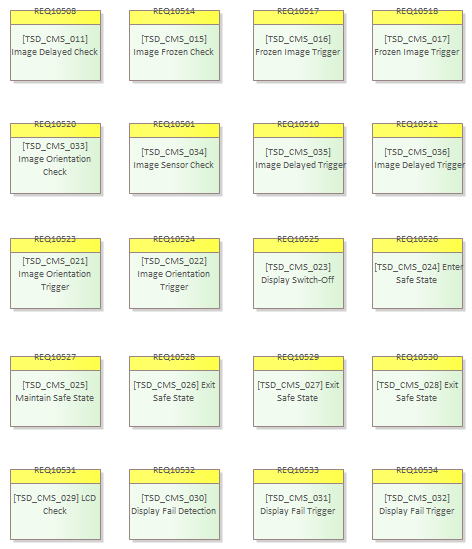 REQ10508
[TSD_CMS_011]
Image Delayed Check
REQ10514
[TSD_CMS_015]
Image Frozen Check
REQ10517
[TSD_CMS_016]
Frozen Image Trigger
REQ10518
[TSD_CMS_017]
Frozen Image Trigger
REQ10520
[TSD_CMS_033]
Image Orientation
Check
REQ10501
[TSD_CMS_034]
Image Sensor Check
REQ10510
[TSD_CMS_035]
Image Delayed Trigger
REQ10512
[TSD_CMS_036]
Image Delayed Trigger
REQ10523
[TSD_CMS_021]
Image Orientation
Trigger
REQ10524
[TSD_CMS_022]
Image Orientation
Trigger
REQ10525
[TSD_CMS_023]
Display Switch-Off
REQ10526
[TSD_CMS_024] Enter
Safe State
REQ10527
[TSD_CMS_025]
Maintain Safe State
REQ10528
[TSD_CMS_026] Exit
Safe State
REQ10529
[TSD_CMS_027] Exit
Safe State
REQ10530
[TSD_CMS_028] Exit
Safe State
REQ10531
[TSD_CMS_029] LCD
Check
REQ10532
[TSD_CMS_030]
Display Fail Detection
REQ10533
[TSD_CMS_031]
Display Fail Trigger
REQ10534
[TSD_CMS_032]
Display Fail Trigger